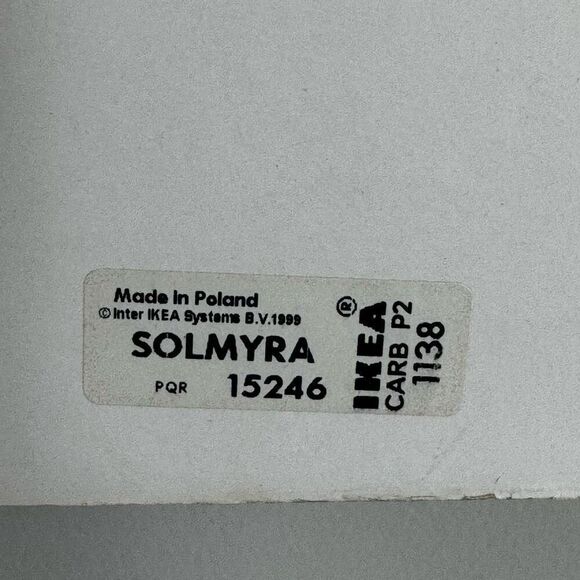 Made in Poland
© Inter IKEA Systems B.V. 1999
SOLMYRA
PQR 15246
IKEA®
CARB P2
1138